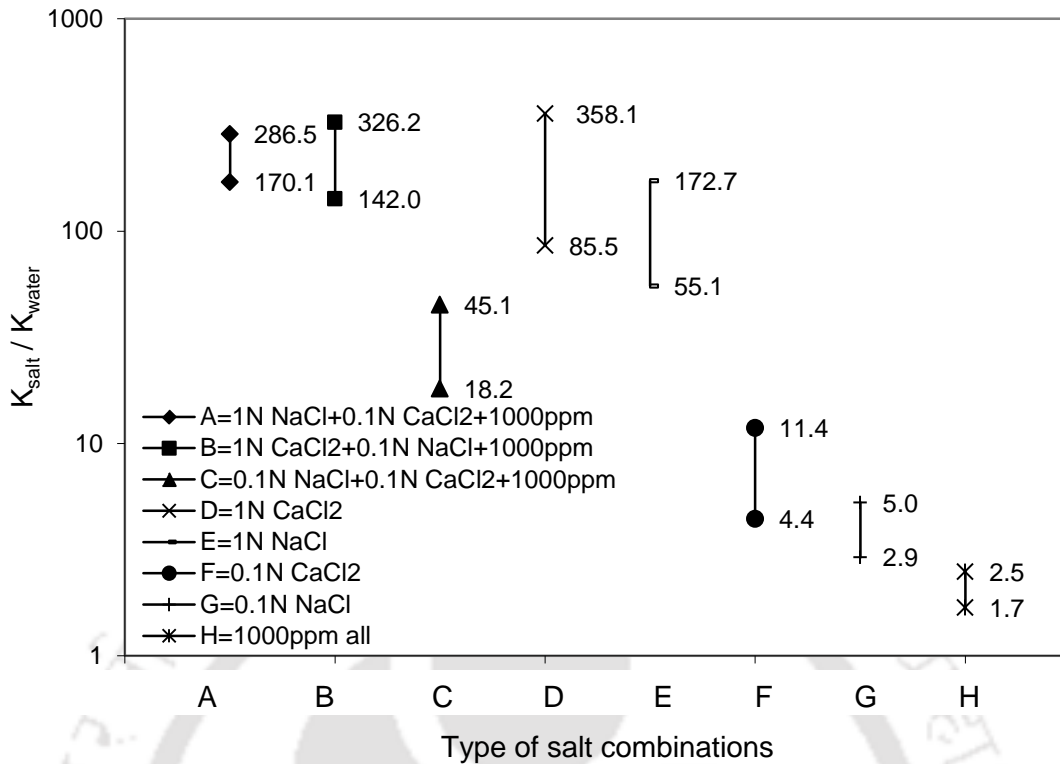 1000
286.5
326.2
358.1
170.1
142.0
172.7
100
85.5
55.1
45.1
18.2
K_salt / K_water
A=1N NaCl+0.1N CaCl2+1000ppm
B=1N CaCl2+0.1N NaCl+1000ppm
C=0.1N NaCl+0.1N CaCl2+1000ppm
D=1N CaCl2
E=1N NaCl
F=0.1N CaCl2
G=0.1N NaCl
H=1000ppm all
10
11.4
4.4
5.0
2.9
2.5
1.7
1
A B C D E F G H
Type of salt combinations